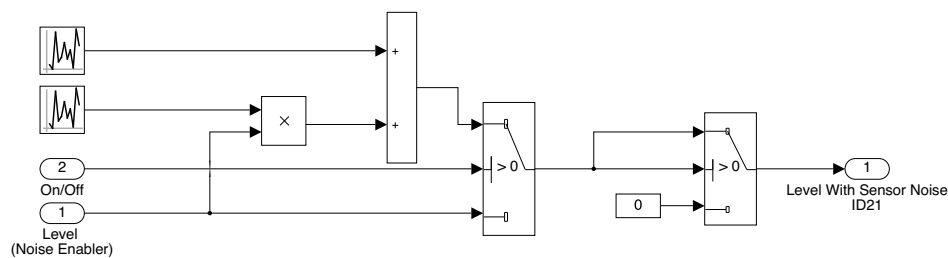 +
×
+
2
On/Off
1
Level
(Noise Enabler)
> 0
> 0
0
1
Level With Sensor Noise
ID21